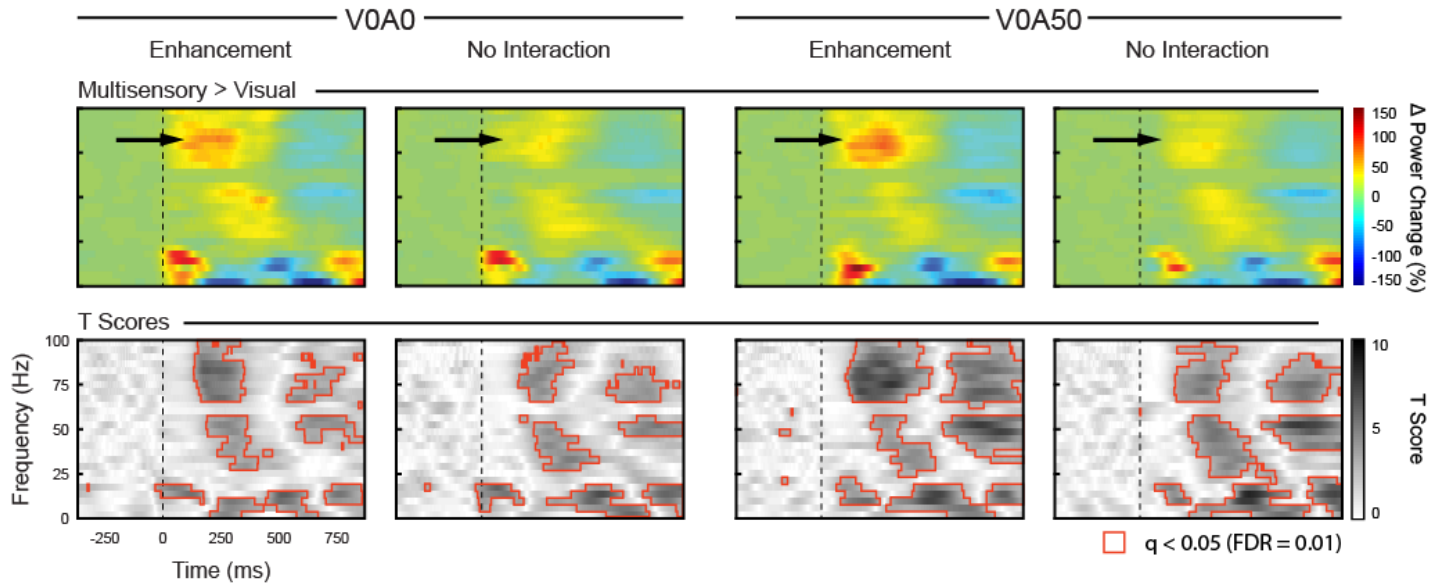 V0A0 V0A50
Enhancement No Interaction Enhancement No Interaction
Multisensory > Visual
150
100
50
0
-50
-100
-150
Δ Power Change (%)
T Scores
Frequency (Hz)
100
75
50
25
0
10
5
0
T Score
-250 0 250 500 750
Time (ms)
q < 0.05 (FDR = 0.01)